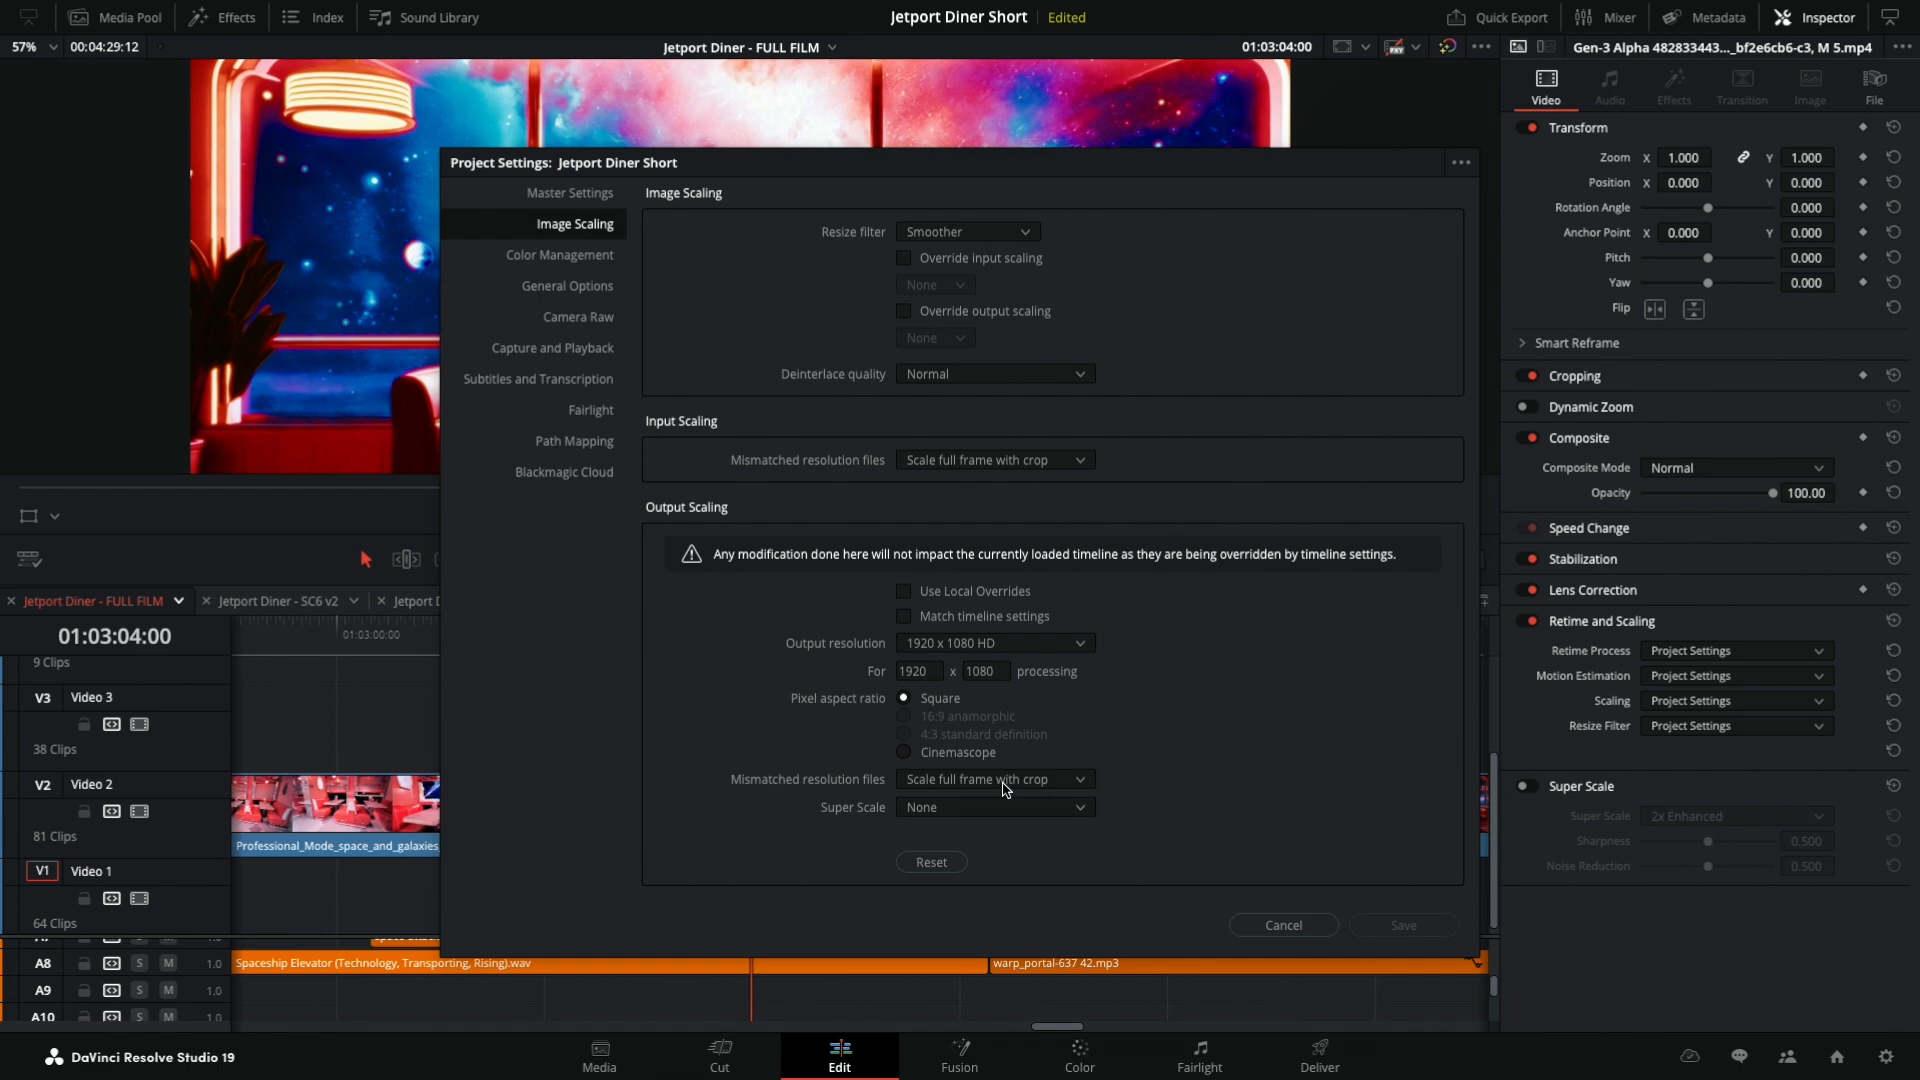 Media Pool Effects Index Sound Library Jetport Diner Short Edited Quick Export Mixer Metadata Inspector
57% 00:04:29:12 Jetport Diner - FULL FILM 01:03:04:00 Gen-3 Alpha 482833443..._bf2e6cb6-c3, M 5.mp4
Video Audio Effects Transition Image File
Project Settings: Jetport Diner Short
Master Settings
Image Scaling
Color Management
General Options
Camera Raw
Capture and Playback
Subtitles and Transcription
Fairlight
Path Mapping
Blackmagic Cloud
Image Scaling
Resize filter Smoother
Override input scaling
None
Override output scaling
None
Deinterlace quality Normal
Input Scaling
Mismatched resolution files Scale full frame with crop
Output Scaling
Any modification done here will not impact the currently loaded timeline as they are being overridden by timeline settings.
Use Local Overrides
Match timeline settings
Output resolution 1920 x 1080 HD
For 1920 x 1080 processing
Pixel aspect ratio Square
16:9 anamorphic
4:3 standard definition
Cinemascope
Mismatched resolution files Scale full frame with crop
Super Scale None
Reset
Cancel Save
Transform
Zoom X 1.000 Y 1.000
Position X 0.000 Y 0.000
Rotation Angle 0.000
Anchor Point X 0.000 Y 0.000
Pitch 0.000
Yaw 0.000
Flip
Smart Reframe
Cropping
Dynamic Zoom
Composite
Composite Mode Normal
Opacity 100.00
Speed Change
Stabilization
Lens Correction
Retime and Scaling
Retime Process Project Settings
Motion Estimation Project Settings
Scaling Project Settings
Resize Filter Project Settings
Super Scale
Super Scale 2x Enhanced
Sharpness 0.500
Noise Reduction 0.500
Jetport Diner - FULL FILM Jetport Diner - SC6 v2 Jetport D
01:03:04:00 01:03:00:00
9 Clips
V3 Video 3
38 Clips
V2 Video 2
81 Clips
Professional_Mode_space_and_galaxies
V1 Video 1
64 Clips
A8 S M 1.0 Spaceship Elevator (Technology, Transporting, Rising).wav warp_portal-637 42.mp3
A9 S M 1.0
A10 S M 1.0
DaVinci Resolve Studio 19 Media Cut Edit Fusion Color Fairlight Deliver